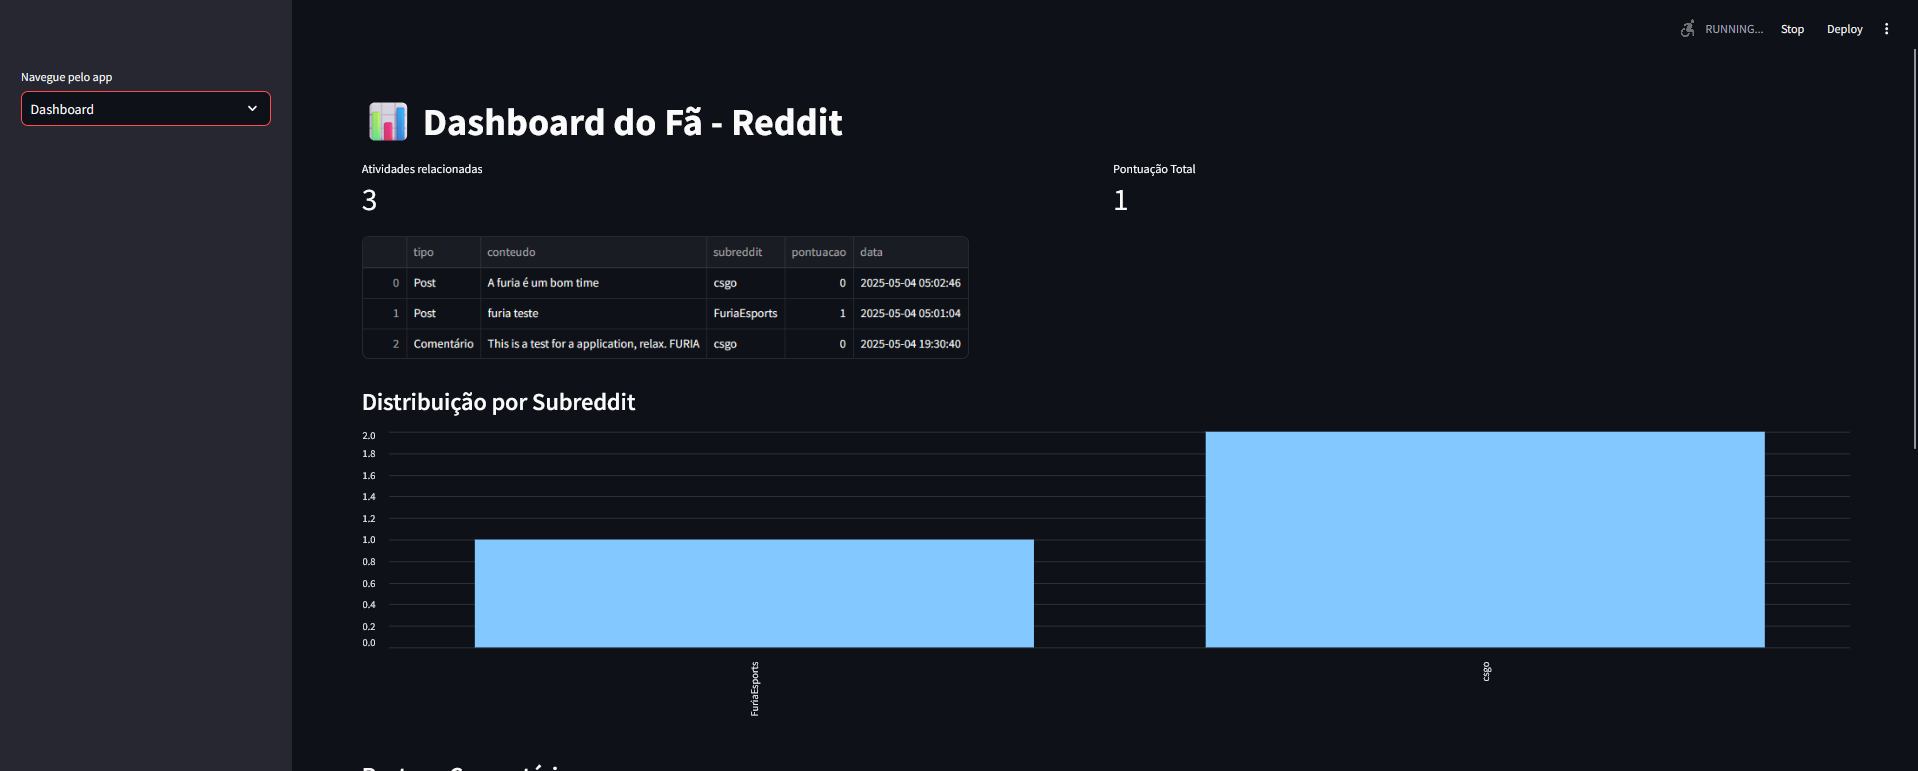 RUNNING... Stop Deploy
Navegue pelo app
Dashboard
Dashboard do Fã - Reddit
Atividades relacionadas
3
Pontuação Total
1
tipo conteudo subreddit pontuacao data
0 Post A furia é um bom time csgo 0 2025-05-04 05:02:46
1 Post furia teste FuriaEsports 1 2025-05-04 05:01:04
2 Comentário This is a test for a application, relax. FURIA csgo 0 2025-05-04 19:30:40
Distribuição por Subreddit
2.0
1.8
1.6
1.4
1.2
1.0
0.8
0.6
0.4
0.2
0.0
FuriaEsports
csgo